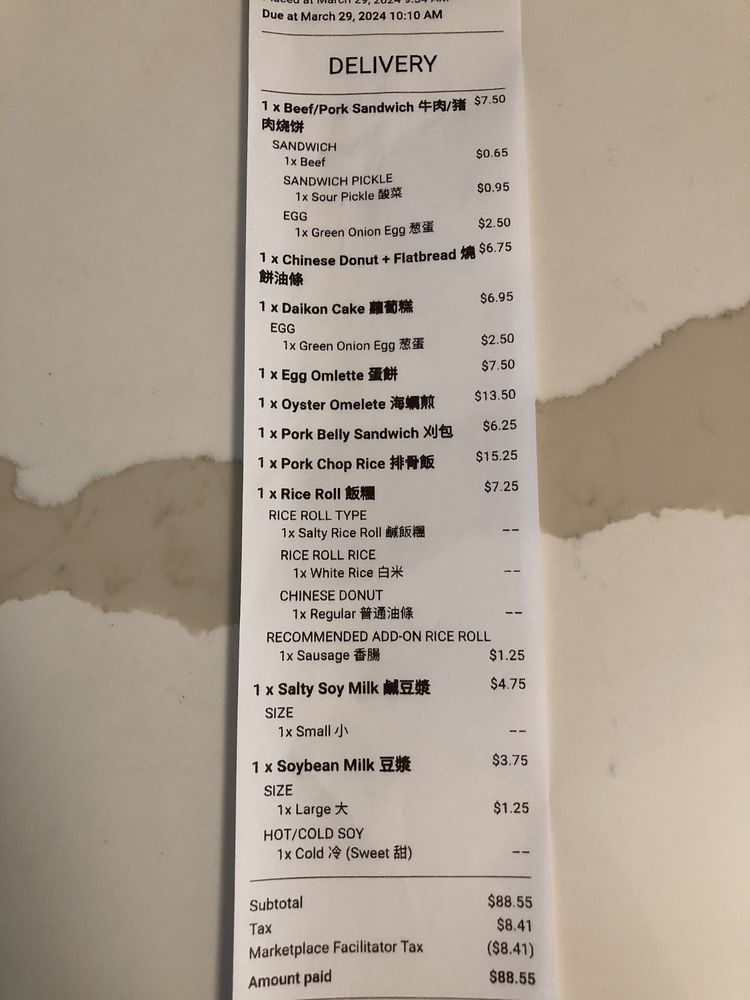 Placed at March 29, 2024 9:34 AM
Due at March 29, 2024 10:10 AM
DELIVERY
1 x Beef/Pork Sandwich 牛肉/猪 $7.50
肉烧饼
SANDWICH
1x Beef $0.65
SANDWICH PICKLE
1x Sour Pickle 酸菜 $0.95
EGG
1x Green Onion Egg 葱蛋 $2.50
1 x Chinese Donut + Flatbread 燒 $6.75
餅油條
1 x Daikon Cake 蘿蔔糕 $6.95
EGG
1x Green Onion Egg 葱蛋 $2.50
1 x Egg Omlette 蛋餅 $7.50
1 x Oyster Omelete 海蠣煎 $13.50
1 x Pork Belly Sandwich 刈包 $6.25
1 x Pork Chop Rice 排骨飯 $15.25
1 x Rice Roll 飯糰 $7.25
RICE ROLL TYPE
1x Salty Rice Roll 鹹飯糰 --
RICE ROLL RICE
1x White Rice 白米 --
CHINESE DONUT
1x Regular 普通油條 --
RECOMMENDED ADD-ON RICE ROLL
1x Sausage 香腸 $1.25
1 x Salty Soy Milk 鹹豆漿 $4.75
SIZE
1x Small 小 --
1 x Soybean Milk 豆漿 $3.75
SIZE
1x Large 大 $1.25
HOT/COLD SOY
1x Cold 冷 (Sweet 甜) --
Subtotal $88.55
Tax $8.41
Marketplace Facilitator Tax ($8.41)
Amount paid $88.55